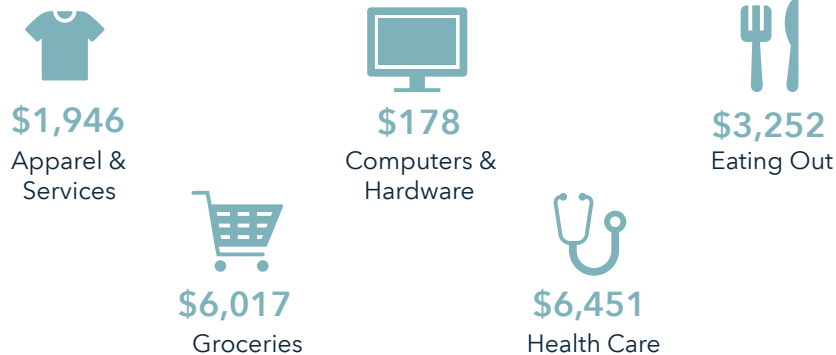 $1,946
Apparel &
Services
$178
Computers &
Hardware
$3,252
Eating Out
$6,017
Groceries
$6,451
Health Care